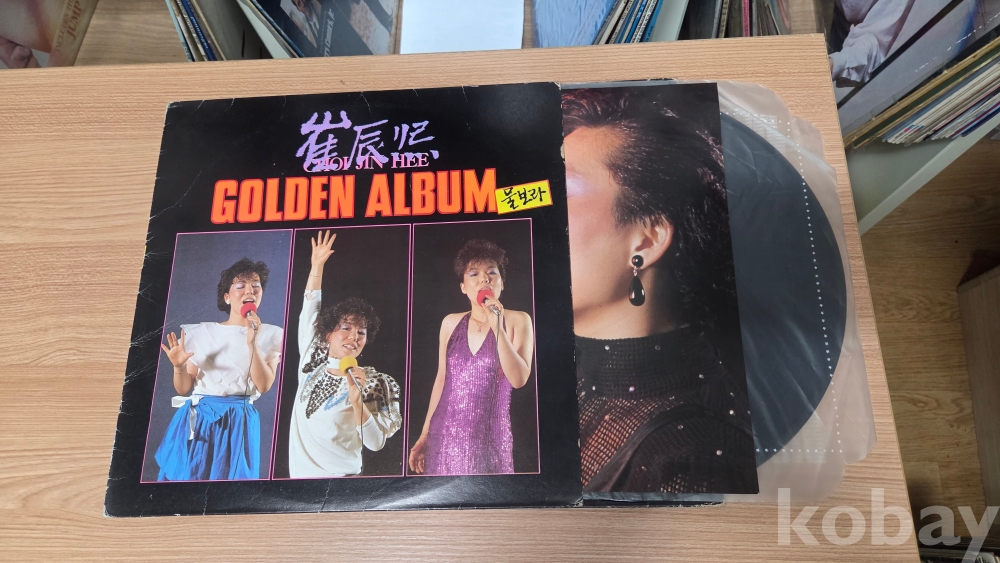 崔辰熙
CHOI JIN HEE
GOLDEN ALBUM
물보라
kobay